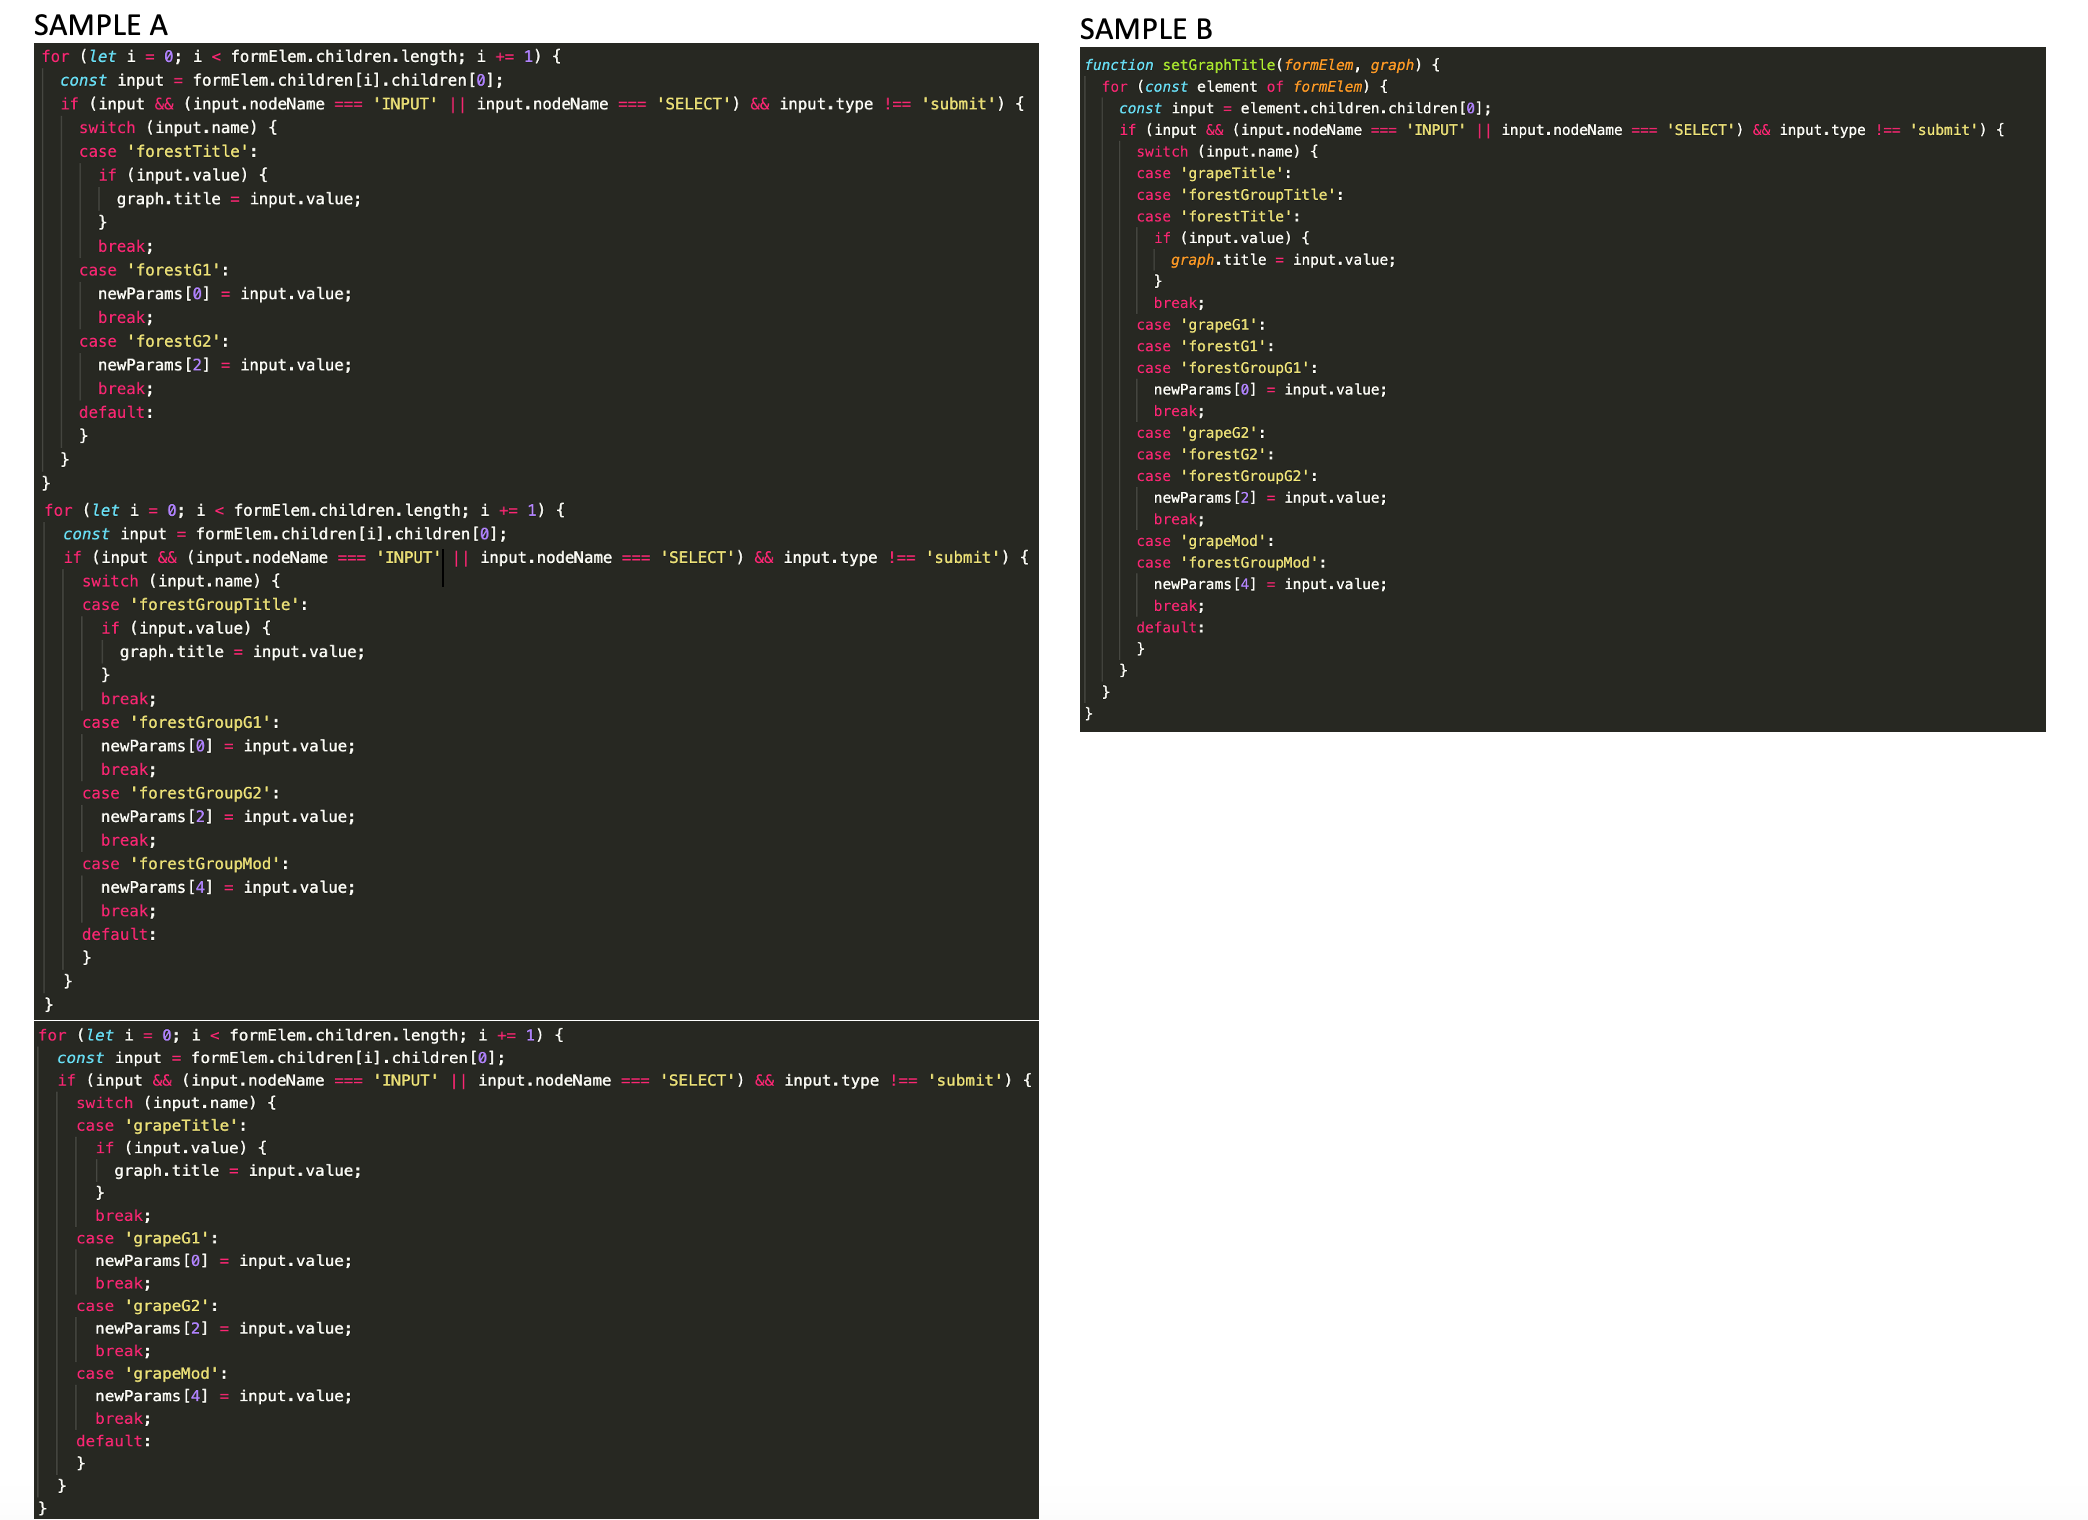 SAMPLE A
for (let i = 0; i < formElem.children.length; i += 1) {
  const input = formElem.children[i].children[0];
  if (input && (input.nodeName === 'INPUT' || input.nodeName === 'SELECT') && input.type !== 'submit') {
    switch (input.name) {
    case 'forestTitle':
      if (input.value) {
        graph.title = input.value;
      }
      break;
    case 'forestG1':
      newParams[0] = input.value;
      break;
    case 'forestG2':
      newParams[2] = input.value;
      break;
    default:
    }
  }
}
for (let i = 0; i < formElem.children.length; i += 1) {
  const input = formElem.children[i].children[0];
  if (input && (input.nodeName === 'INPUT' || input.nodeName === 'SELECT') && input.type !== 'submit') {
    switch (input.name) {
    case 'forestGroupTitle':
      if (input.value) {
        graph.title = input.value;
      }
      break;
    case 'forestGroupG1':
      newParams[0] = input.value;
      break;
    case 'forestGroupG2':
      newParams[2] = input.value;
      break;
    case 'forestGroupMod':
      newParams[4] = input.value;
      break;
    default:
    }
  }
}
for (let i = 0; i < formElem.children.length; i += 1) {
  const input = formElem.children[i].children[0];
  if (input && (input.nodeName === 'INPUT' || input.nodeName === 'SELECT') && input.type !== 'submit') {
    switch (input.name) {
    case 'grapeTitle':
      if (input.value) {
        graph.title = input.value;
      }
      break;
    case 'grapeG1':
      newParams[0] = input.value;
      break;
    case 'grapeG2':
      newParams[2] = input.value;
      break;
    case 'grapeMod':
      newParams[4] = input.value;
      break;
    default:
    }
  }
}
SAMPLE B
function setGraphTitle(formElem, graph) {
  for (const element of formElem) {
    const input = element.children.children[0];
    if (input && (input.nodeName === 'INPUT' || input.nodeName === 'SELECT') && input.type !== 'submit') {
      switch (input.name) {
      case 'grapeTitle':
      case 'forestGroupTitle':
      case 'forestTitle':
        if (input.value) {
          graph.title = input.value;
        }
        break;
      case 'grapeG1':
      case 'forestG1':
      case 'forestGroupG1':
        newParams[0] = input.value;
        break;
      case 'grapeG2':
      case 'forestG2':
      case 'forestGroupG2':
        newParams[2] = input.value;
        break;
      case 'grapeMod':
      case 'forestGroupMod':
        newParams[4] = input.value;
        break;
      default:
      }
    }
  }
}